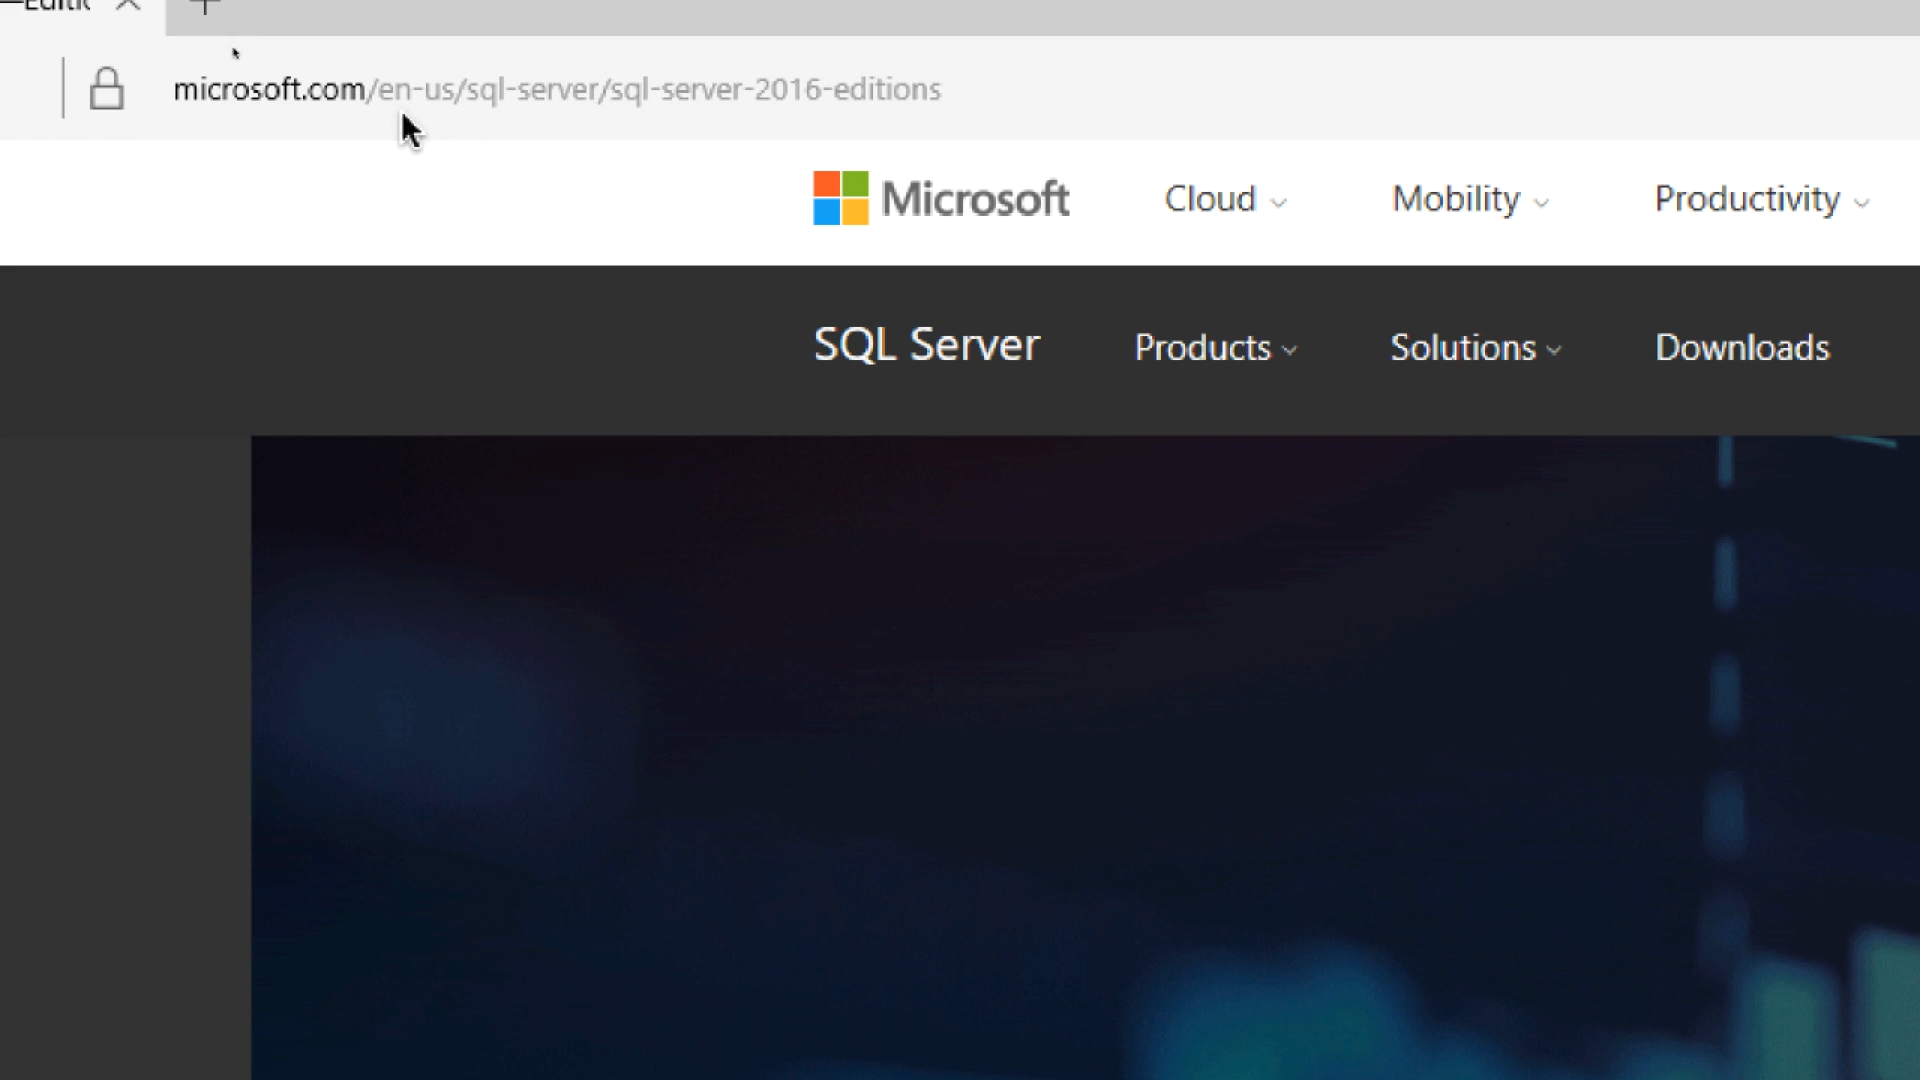 microsoft.com/en-us/sql-server/sql-server-2016-editions
Microsoft Cloud Mobility Productivity
SQL Server Products Solutions Downloads